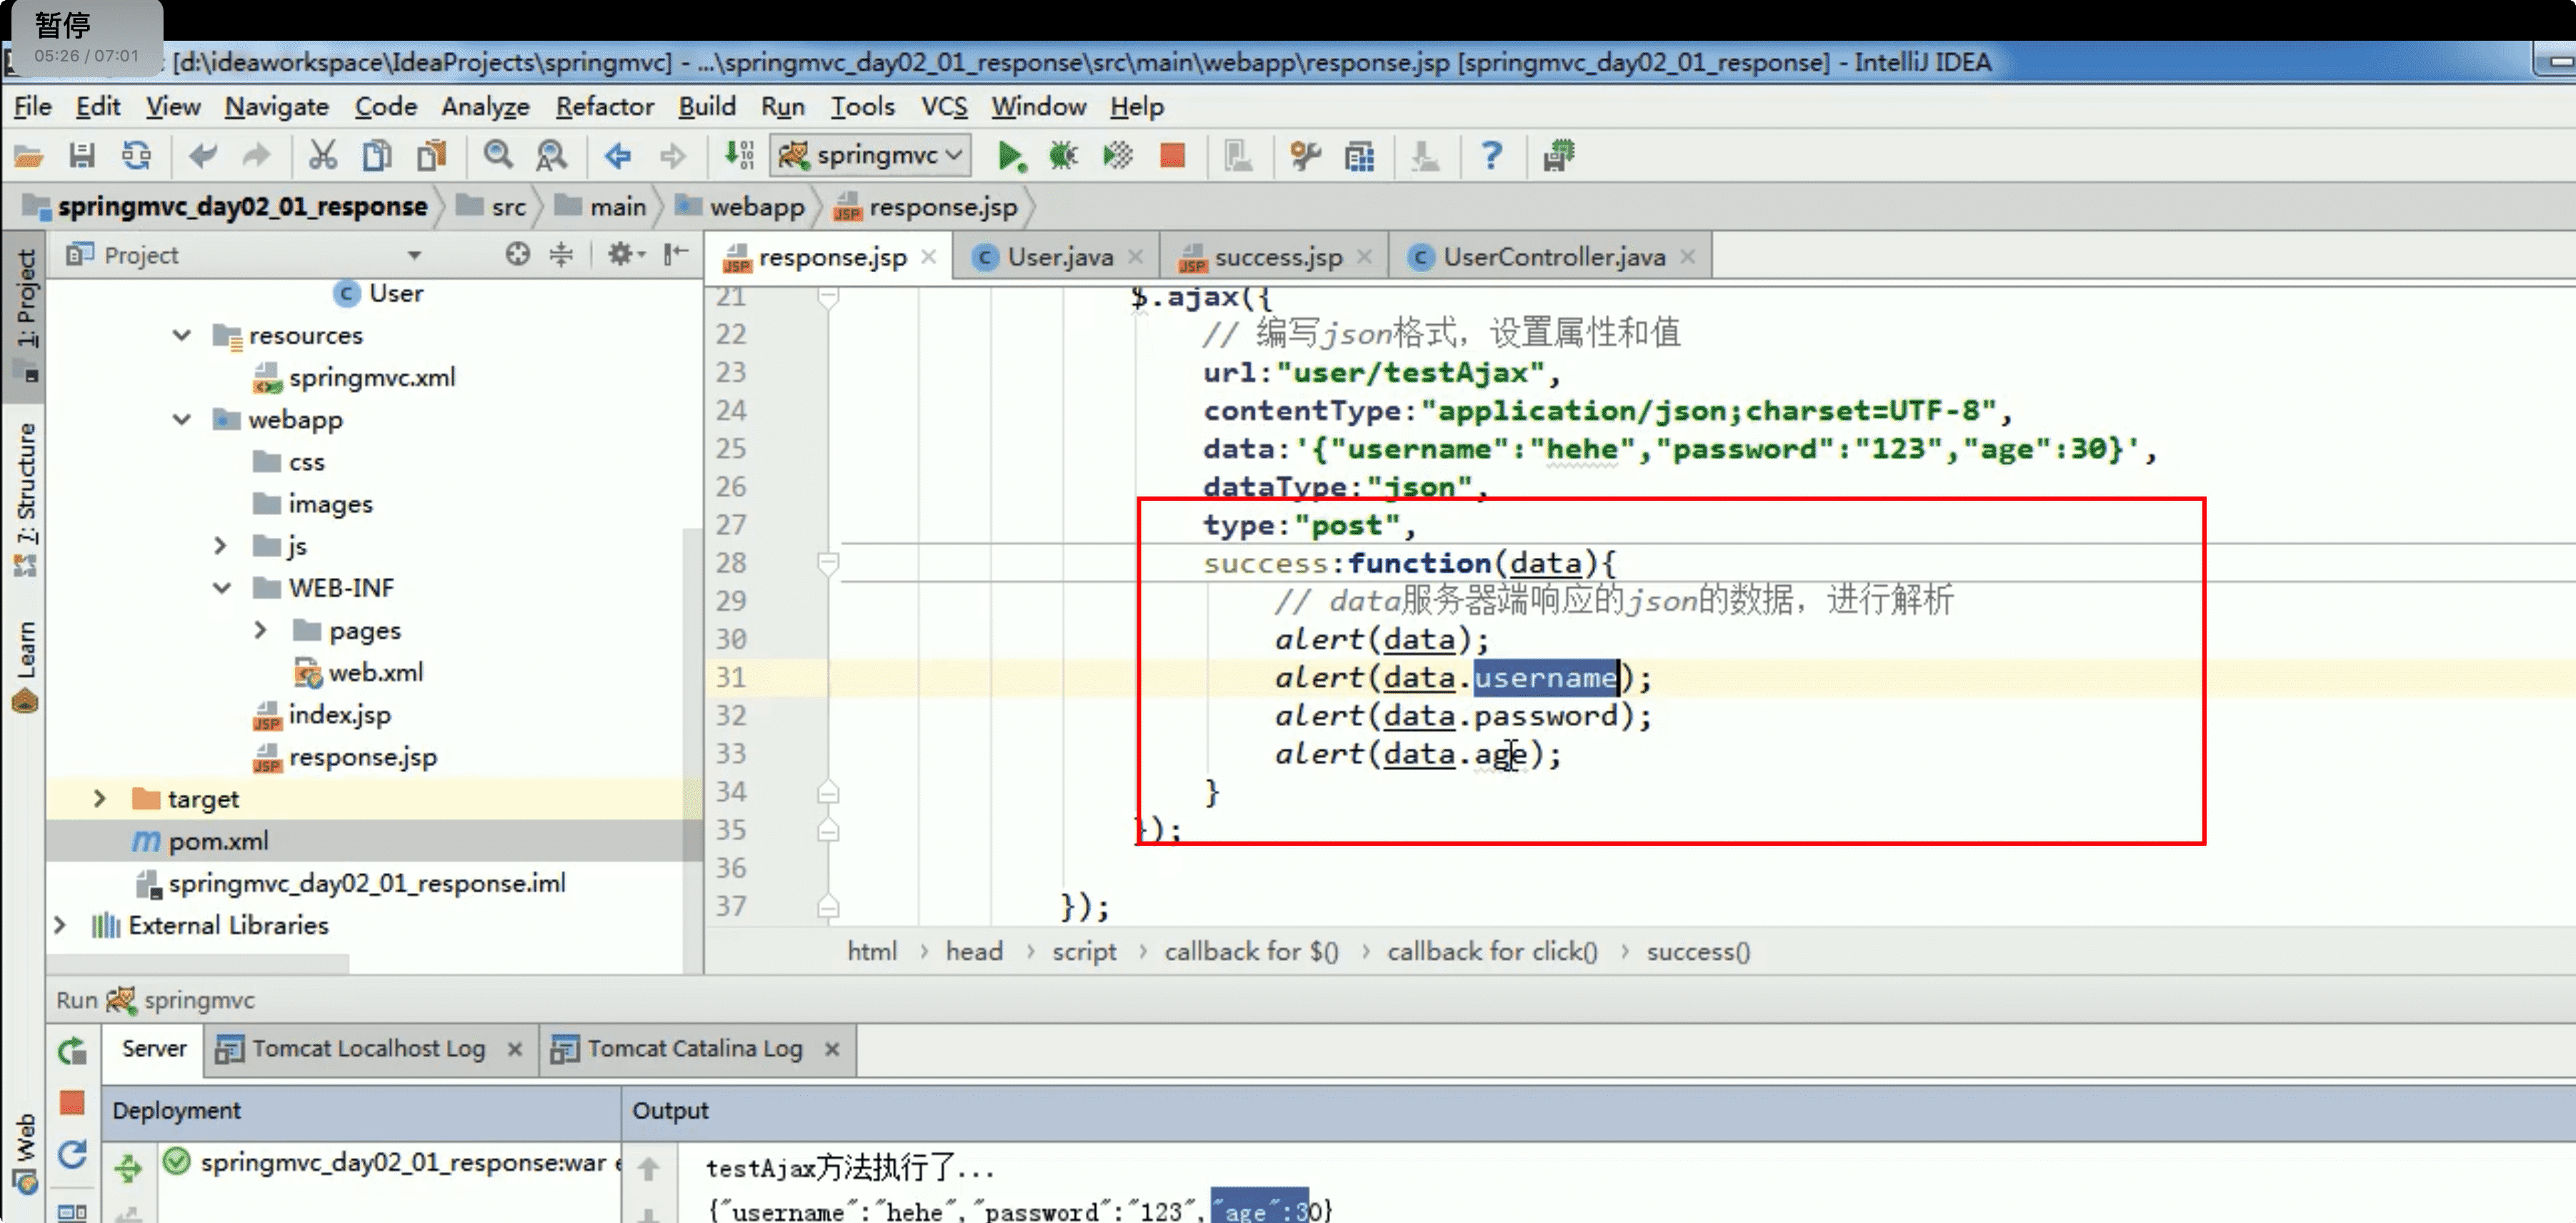 暂停
05:26 / 07:01
[d:\ideaworkspace\IdeaProjects\springmvc] - ...\springmvc_day02_01_response\src\main\webapp\response.jsp [springmvc_day02_01_response] - IntelliJ IDEA
File Edit View Navigate Code Analyze Refactor Build Run Tools VCS Window Help
springmvc
springmvc_day02_01_response src main webapp response.jsp
1: Project
7: Structure
Learn
Web
Project
User
resources
springmvc.xml
webapp
css
images
js
WEB-INF
pages
web.xml
index.jsp
response.jsp
target
pom.xml
springmvc_day02_01_response.iml
External Libraries
response.jsp User.java success.jsp UserController.java
21 $.ajax({
22 // 编写json格式，设置属性和值
23 url:"user/testAjax",
24 contentType:"application/json;charset=UTF-8",
25 data:'{"username":"hehe","password":"123","age":30}',
26 dataType:"json",
27 type:"post",
28 success:function(data){
29 // data服务器端响应的json的数据，进行解析
30 alert(data);
31 alert(data.username);
32 alert(data.password);
33 alert(data.age);
34 }
35 });
36
37 });
html › head › script › callback for $() › callback for click() › success()
Run springmvc
Server Tomcat Localhost Log Tomcat Catalina Log
Deployment Output
springmvc_day02_01_response:war
testAjax方法执行了...
{"username":"hehe","password":"123","age":30}